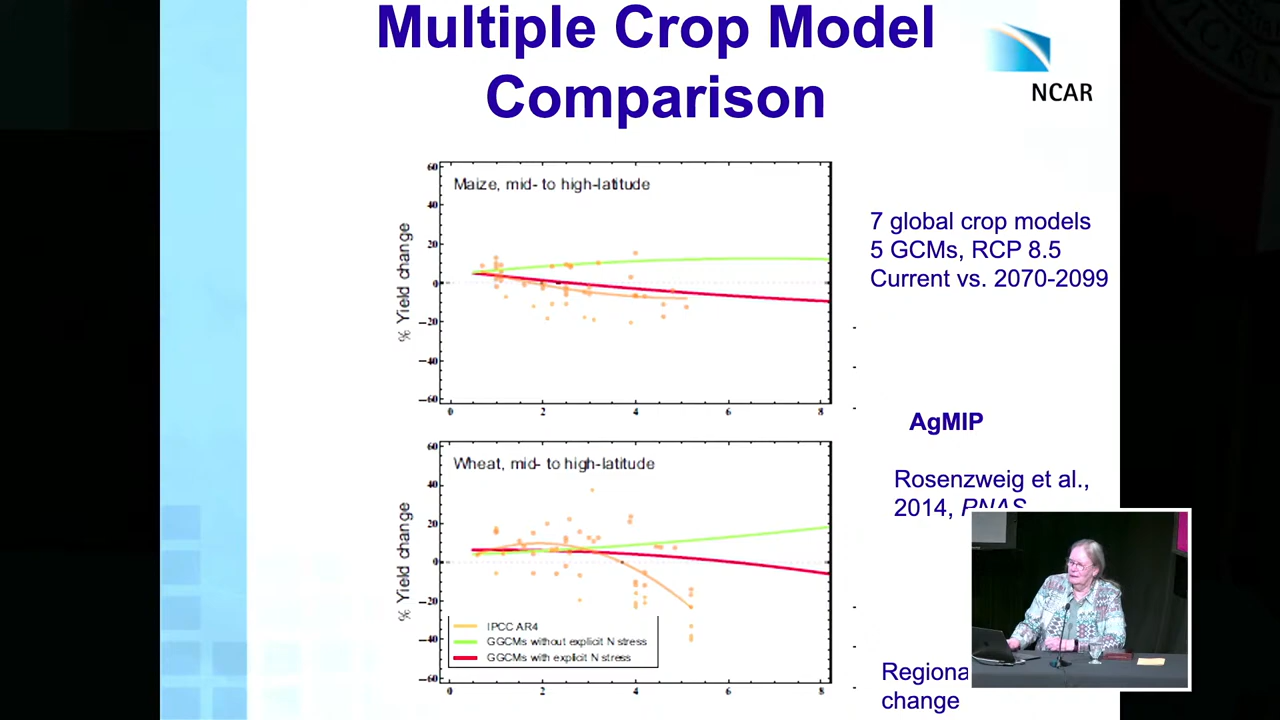 Multiple Crop Model
Comparison
NCAR
60
40
20
0
−20
−40
−60
% Yield change
Maize, mid- to high-latitude
0 2 4 6 8
7 global crop models
5 GCMs, RCP 8.5
Current vs. 2070-2099
AgMIP
Rosenzweig et al.,
2014, PNAS
60
40
20
0
−20
−40
−60
% Yield change
Wheat, mid- to high-latitude
IPCC AR4
GGCMs without explicit N stress
GGCMs with explicit N stress
0 2 4 6 8
Regiona
change